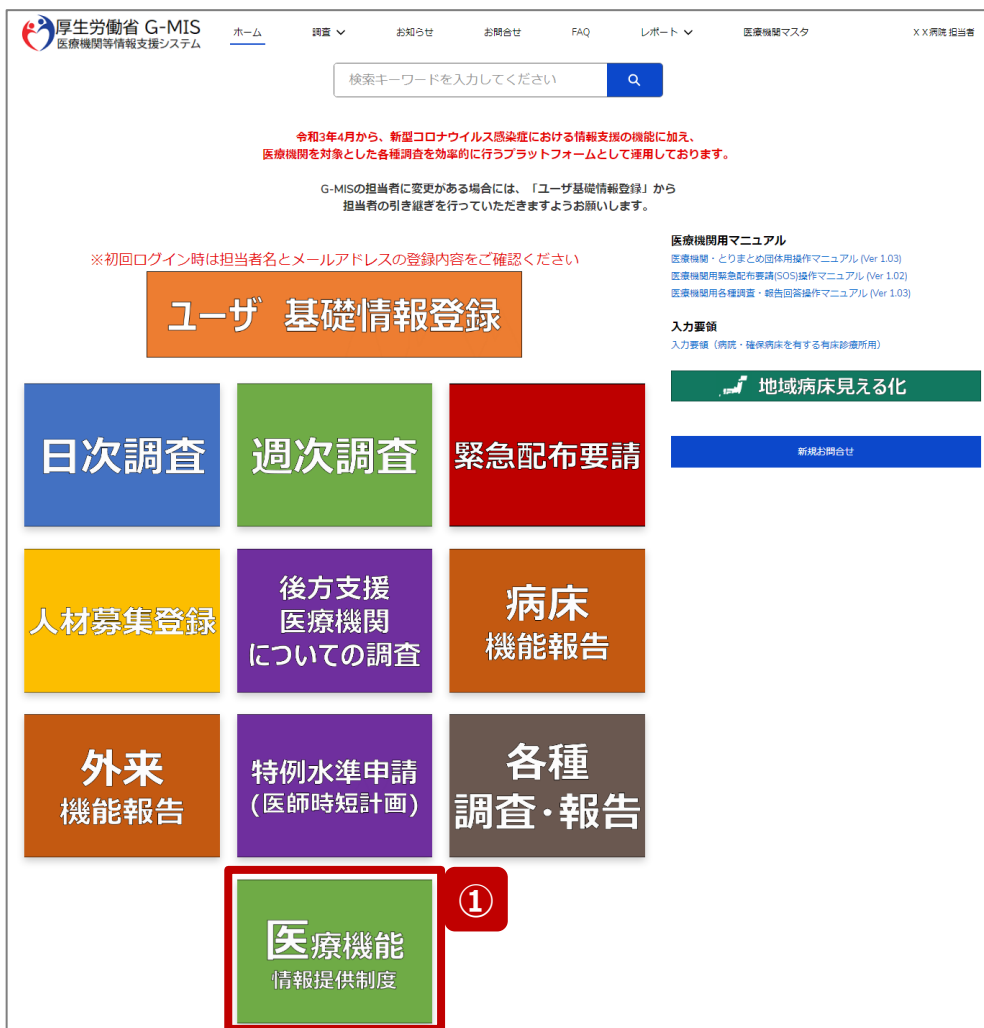 厚生労働省 G-MIS
医療機関等情報支援システム
ホーム
調査
お知らせ
お問合せ
FAQ
レポート
医療機関マスタ
XX病院 担当者
検索キーワードを入力してください
令和3年4月から、新型コロナウイルス感染症における情報支援の機能に加え、
医療機関を対象とした各種調査を効率的に行うプラットフォームとして運用しております。
G-MISの担当者に変更がある場合には、「ユーザ基礎情報登録」から
担当者の引き継ぎを行っていただきますようお願いします。
※初回ログイン時は担当者名とメールアドレスの登録内容をご確認ください
ユーザ 基礎情報登録
日次調査
週次調査
緊急配布要請
人材募集登録
後方支援
医療機関
についての調査
病床
機能報告
外来
機能報告
特例水準申請
(医師時短計画)
各種
調査・報告
①
医療機能
情報提供制度
医療機関用マニュアル
医療機関・とりまとめ団体用操作マニュアル (Ver 1.03)
医療機関用緊急配布要請(SOS)操作マニュアル (Ver 1.02)
医療機関用各種調査・報告回答操作マニュアル (Ver 1.03)
入力要領
入力要領（病院・確保病床を有する有床診療所用）
地域病床見える化
新規お問合せ